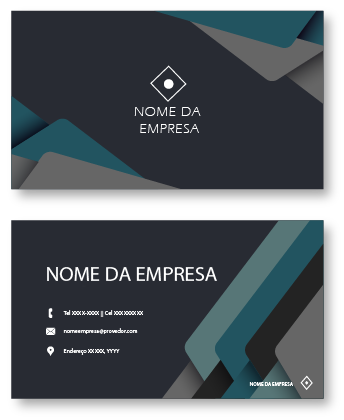 NOME DA
EMPRESA
NOME DA EMPRESA
Tel XXXX-XXXX || Cel XXXXXXXXX
nomeempresa@provedor.com
Endereço XXXXX, YYYY
NOME DA EMPRESA